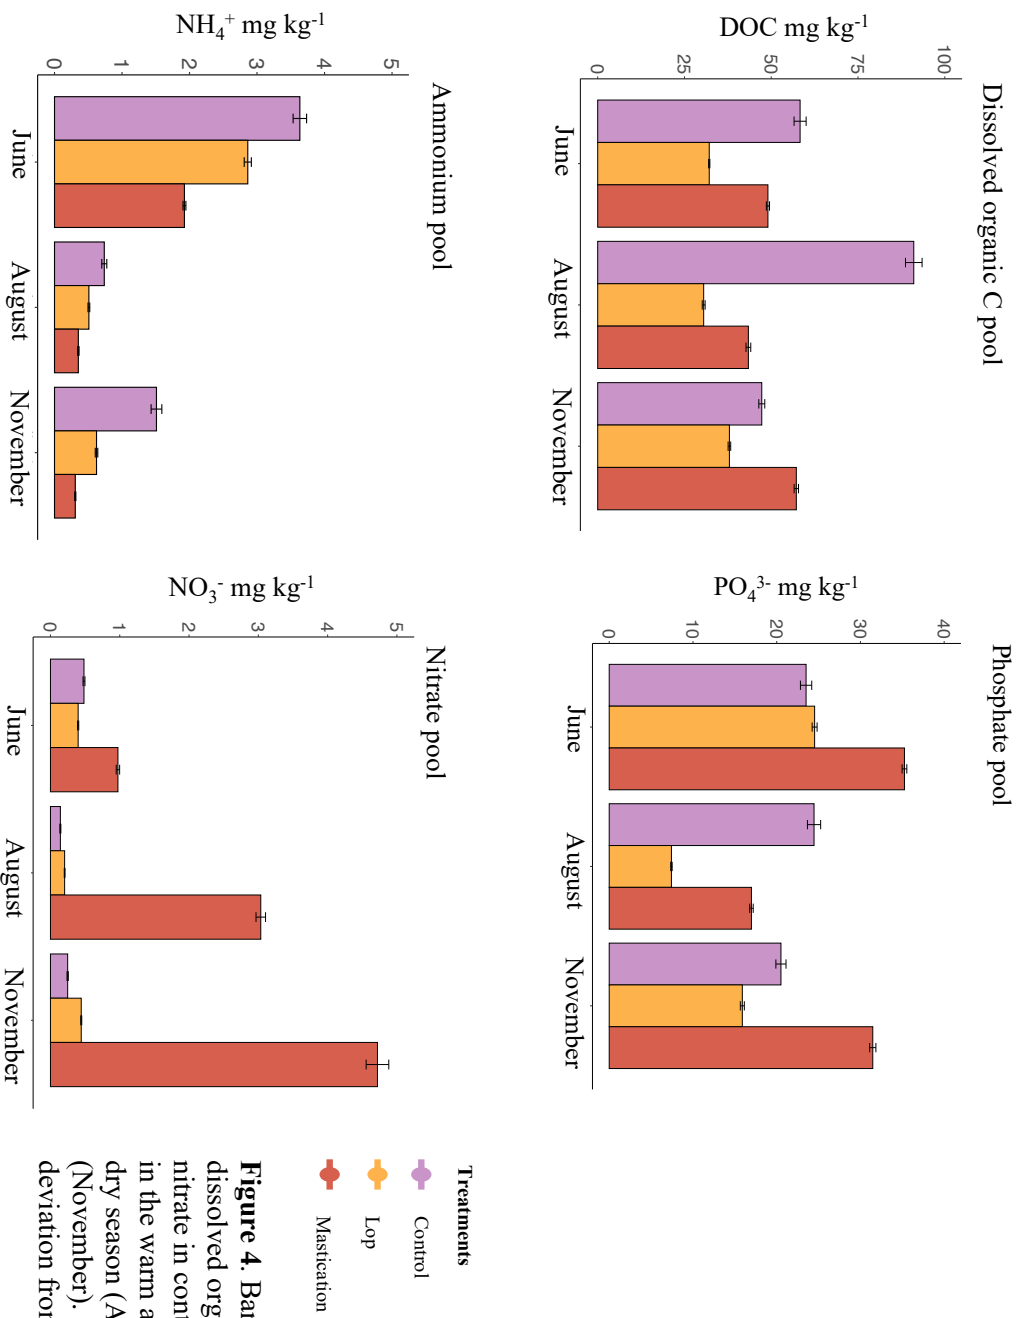 Dissolved organic C pool
DOC mg kg-1
0 25 50 75 100
June August November
Phosphate pool
PO43- mg kg-1
0 10 20 30 40
June August November
Ammonium pool
NH4+ mg kg-1
0 1 2 3 4 5
June August November
Nitrate pool
NO3- mg kg-1
0 1 2 3 4 5
June August November
Treatments
Control
Lop
Mastication
Figure 4. Bar
dissolved org
nitrate in cont
in the warm a
dry season (A
(November).
deviation from